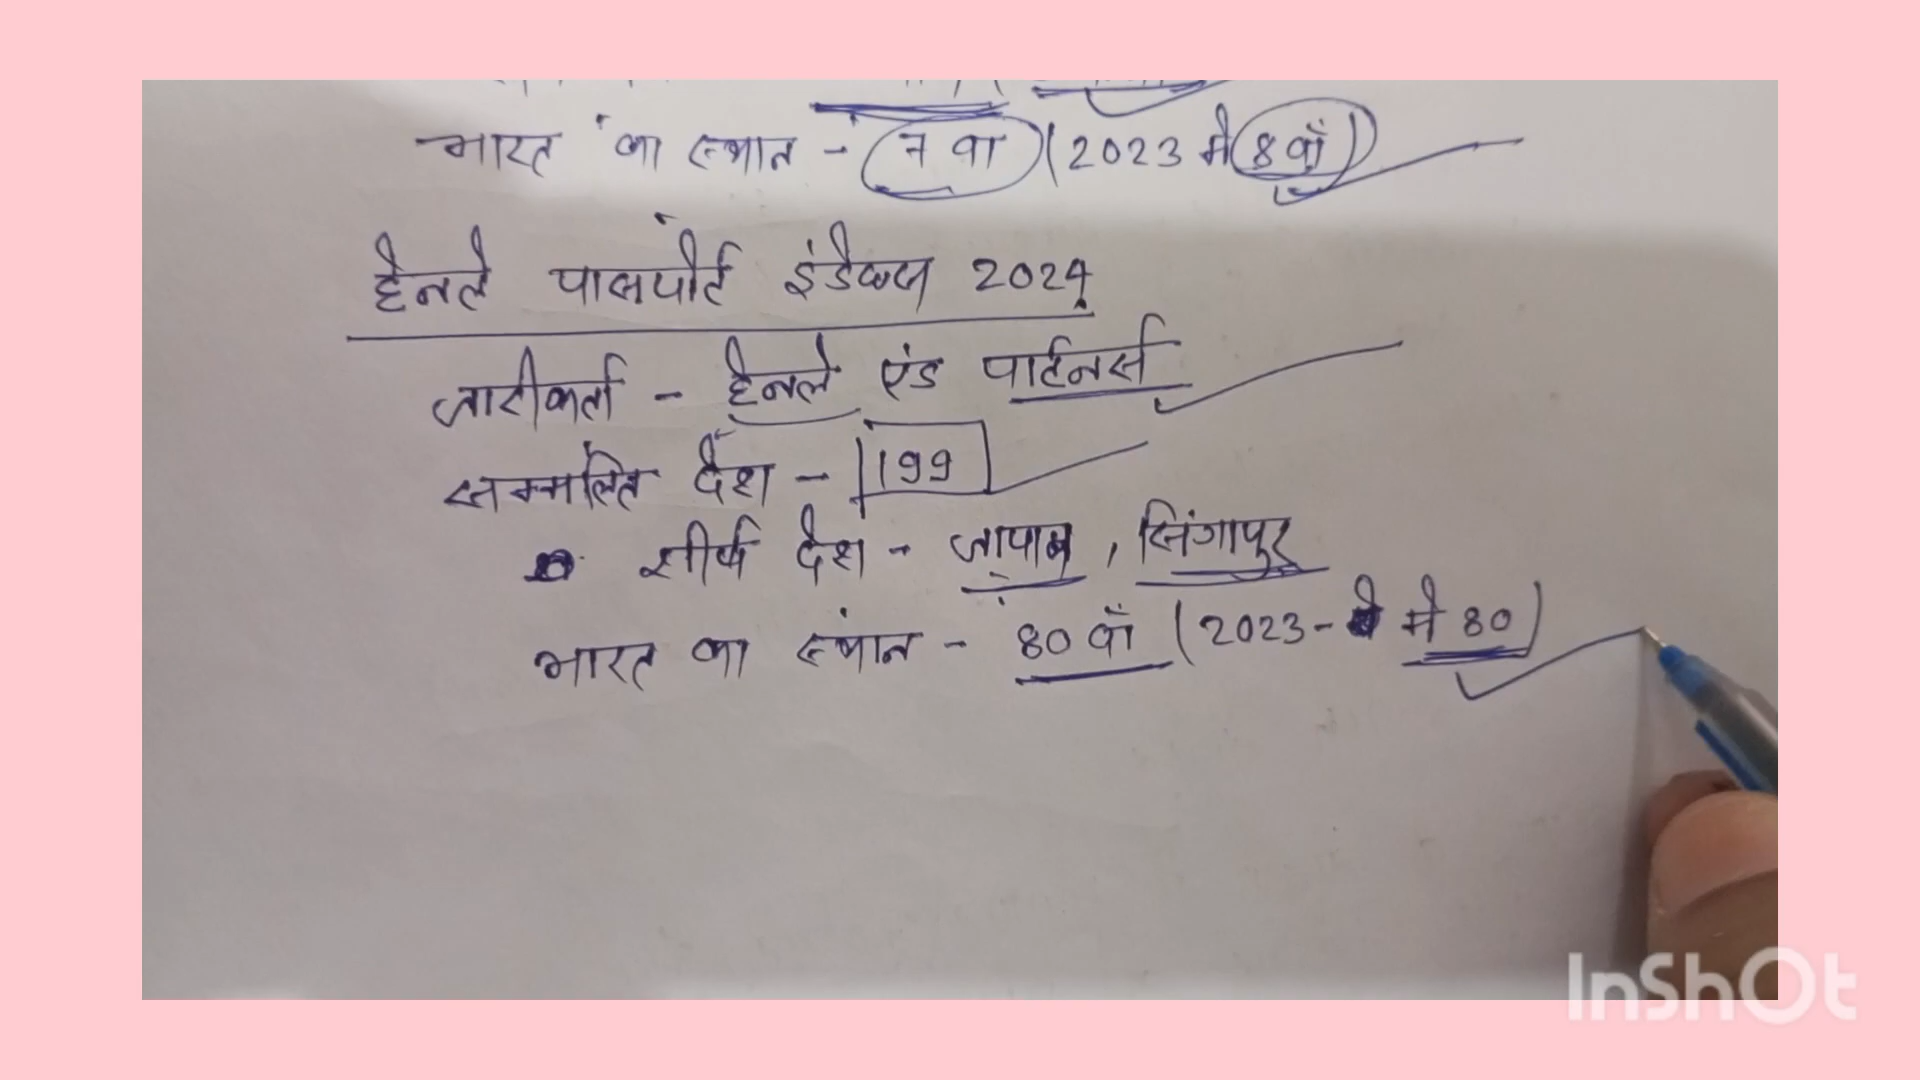 भारत का स्थान - 7 वा (2023 मे 8 वाँ)
हेनले पासपोर्ट इंडेक्स 2024
जारीकर्ता - हेनले एंड पार्टनर्स
सम्मलित देश - 199
शीर्ष देश - जापान, सिंगापुर
भारत का स्थान - 80 वाँ (2023 - मे 80)
InShOt